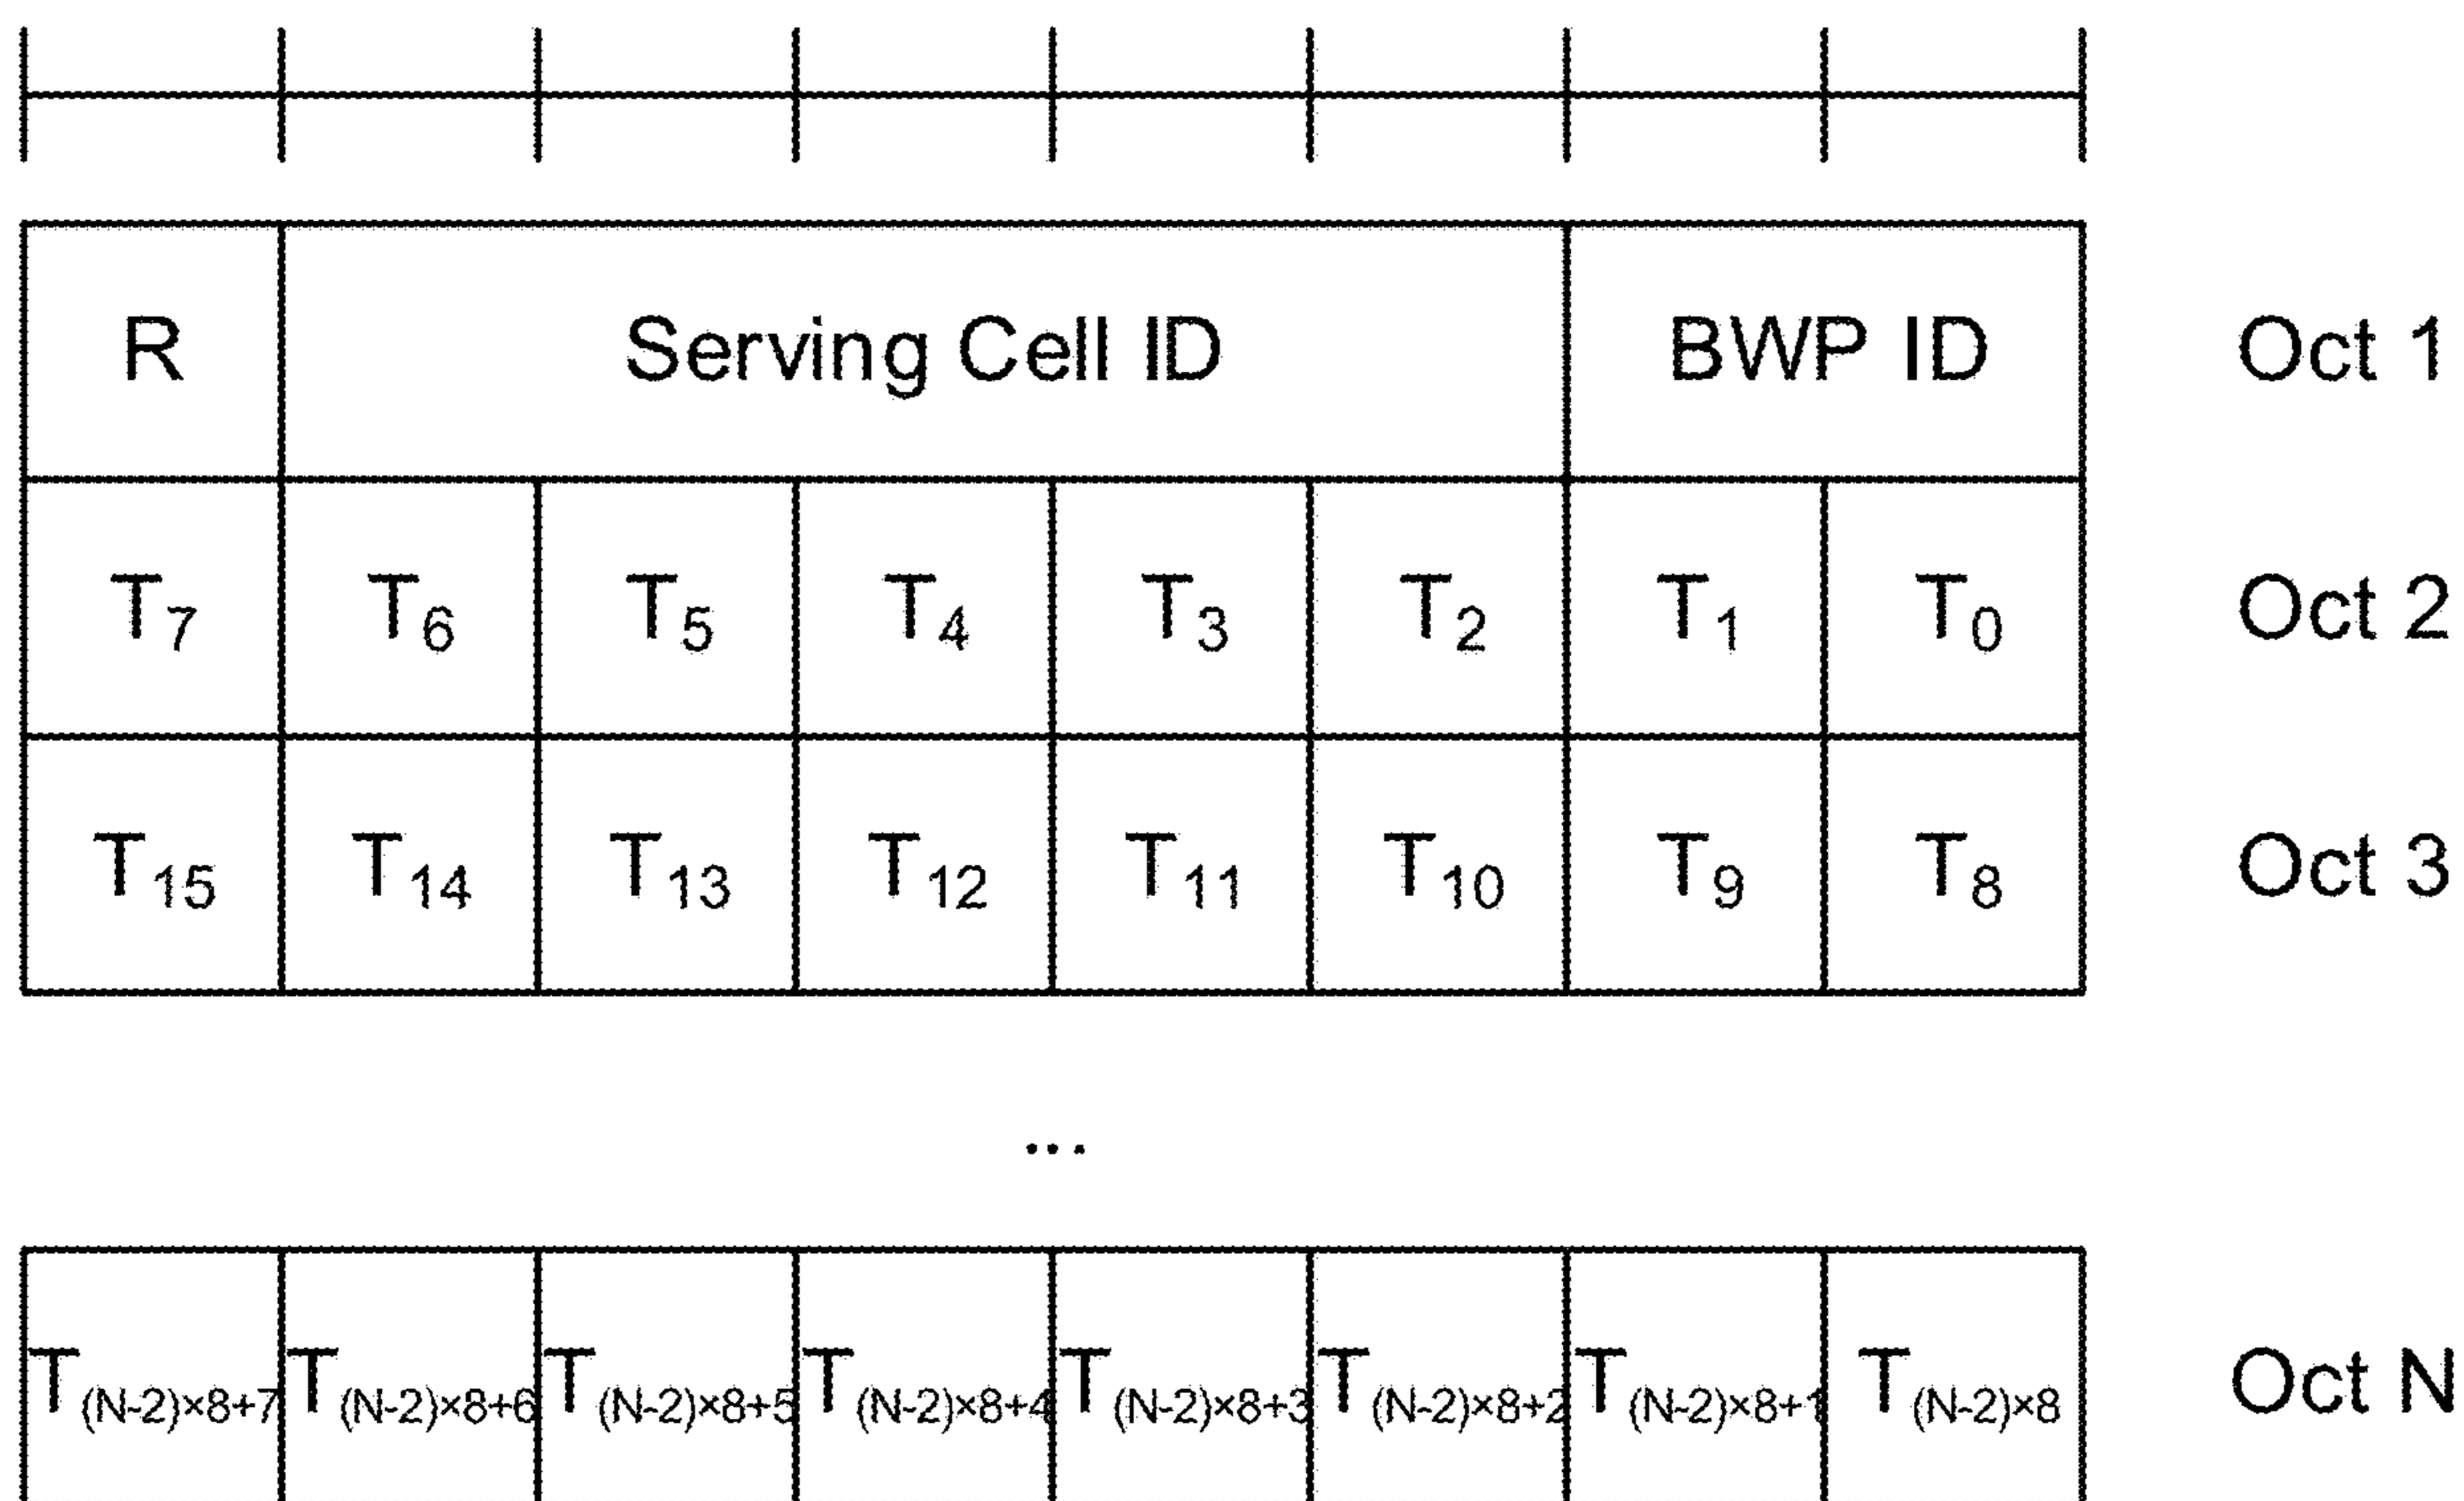 R Serving Cell ID BWP ID Oct 1
T7 T6 T5 T4 T3 T2 T1 T0 Oct 2
T15 T14 T13 T12 T11 T10 T9 T8 Oct 3
...
T(N-2)×8+7 T(N-2)×8+6 T(N-2)×8+5 T(N-2)×8+4 T(N-2)×8+3 T(N-2)×8+2 T(N-2)×8+1 T(N-2)×8 Oct N